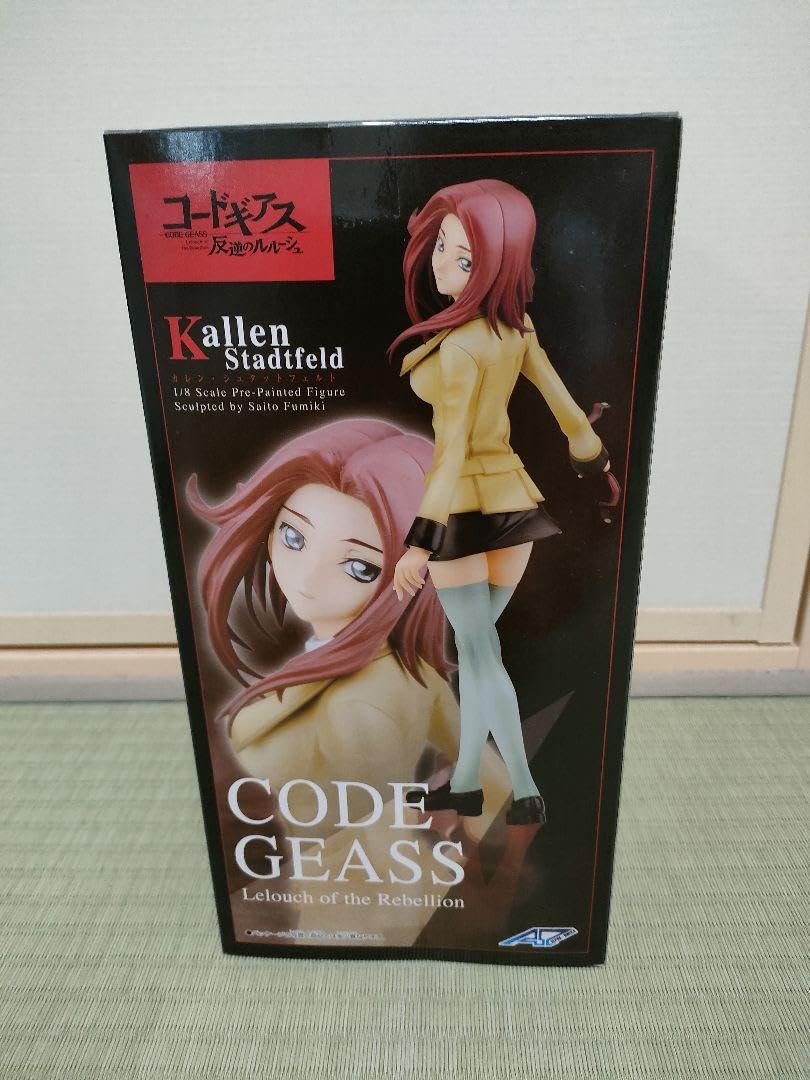 コードギアス
CODE GEASS
Lelouch of
the Rebellion
反逆のルルーシュ
Kallen
Stadtfeld
カレン・シュタットフェルト
1/8 Scale Pre-Painted Figure
Sculpted by Saito Fumiki
CODE
GEASS
Lelouch of the Rebellion